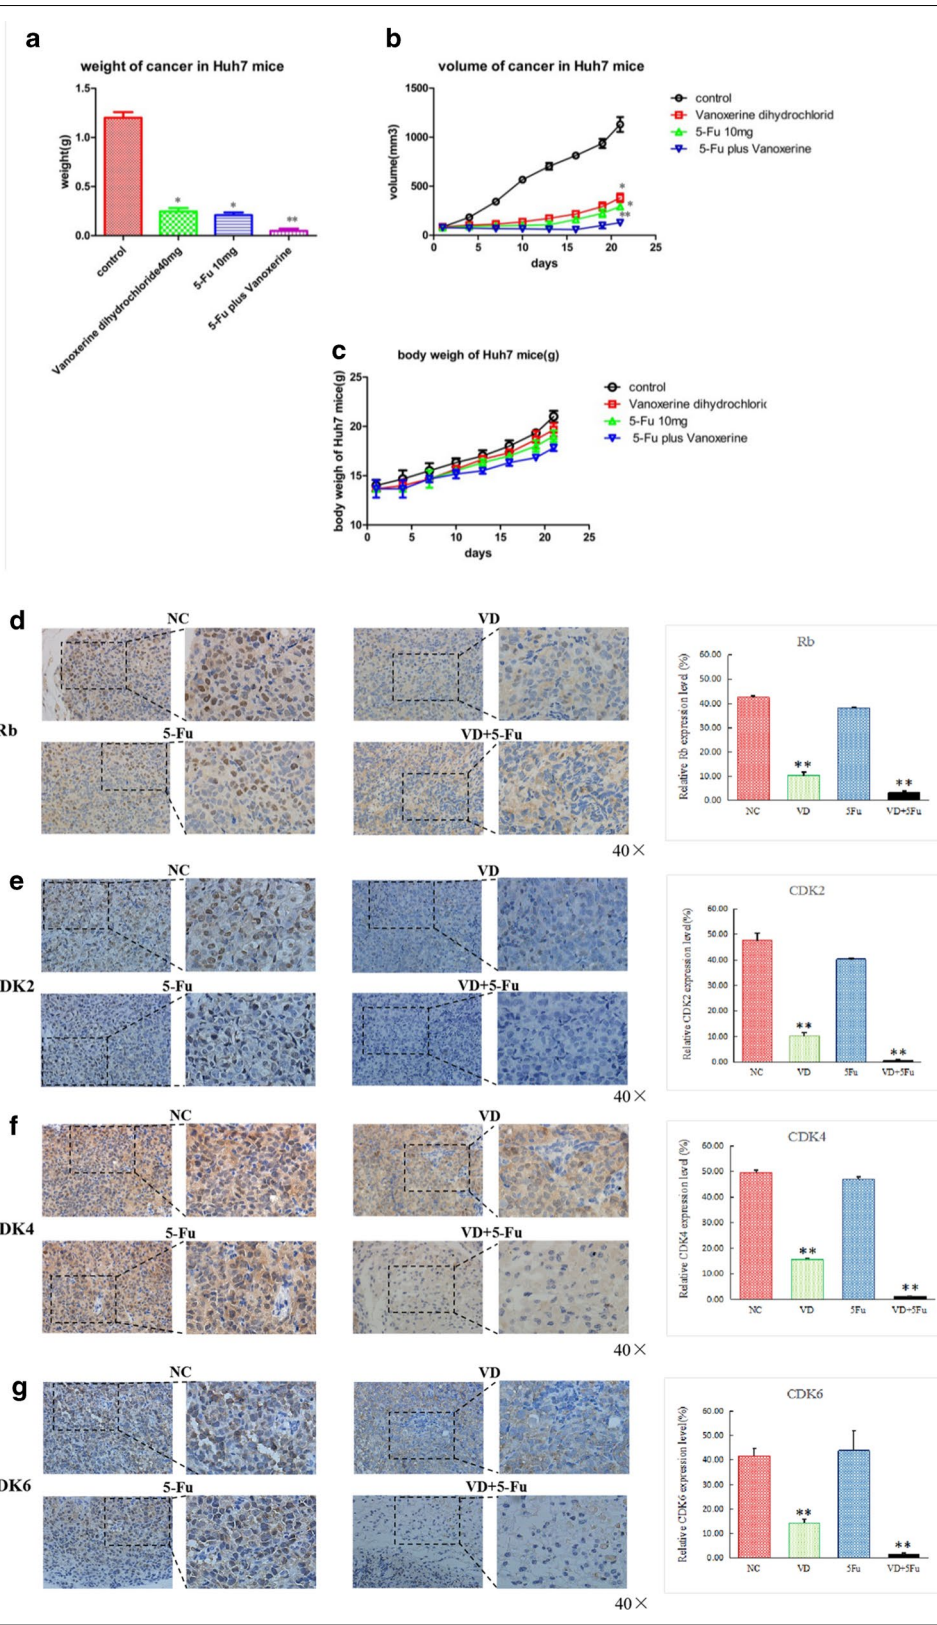 a
weight of cancer in Huh7 mice
1.5
1.0
0.5
0.0
weight(g)
*
*
**
control
Vanoxerine dihydrochloride40mg
5-Fu 10mg
5-Fu plus Vanoxerine
b
volume of cancer in Huh7 mice
1500
1000
500
0
volume(mm3)
0 5 10 15 20 25
days
*
*
**
control
Vanoxerine dihydrochlorid
5-Fu 10mg
5-Fu plus Vanoxerine
c
body weigh of Huh7 mice(g)
25
20
15
10
body weigh of Huh7 mice(g)
0 5 10 15 20 25
days
control
Vanoxerine dihydrochloric
5-Fu 10mg
5-Fu plus Vanoxerine
d
NC
VD
Rb
5-Fu
VD+5-Fu
40×
Rb
60.00
50.00
40.00
30.00
20.00
10.00
0.00
Relative Rb expression level (%)
**
**
NC VD 5Fu VD+5Fu
e
NC
VD
DK2
5-Fu
VD+5-Fu
40×
CDK2
60.00
50.00
40.00
30.00
20.00
10.00
0.00
Relative CDK2 expression level(%)
**
**
NC VD 5Fu VD+5Fu
f
NC
VD
DK4
5-Fu
VD+5-Fu
40×
CDK4
60.00
50.00
40.00
30.00
20.00
10.00
0.00
Relative CDK4 expression level (%)
**
**
NC VD 5Fu VD+5Fu
g
NC
VD
DK6
5-Fu
VD+5-Fu
40×
CDK6
60.00
50.00
40.00
30.00
20.00
10.00
0.00
Relative CDK6 expression level(%)
**
**
NC VD 5Fu VD+5Fu